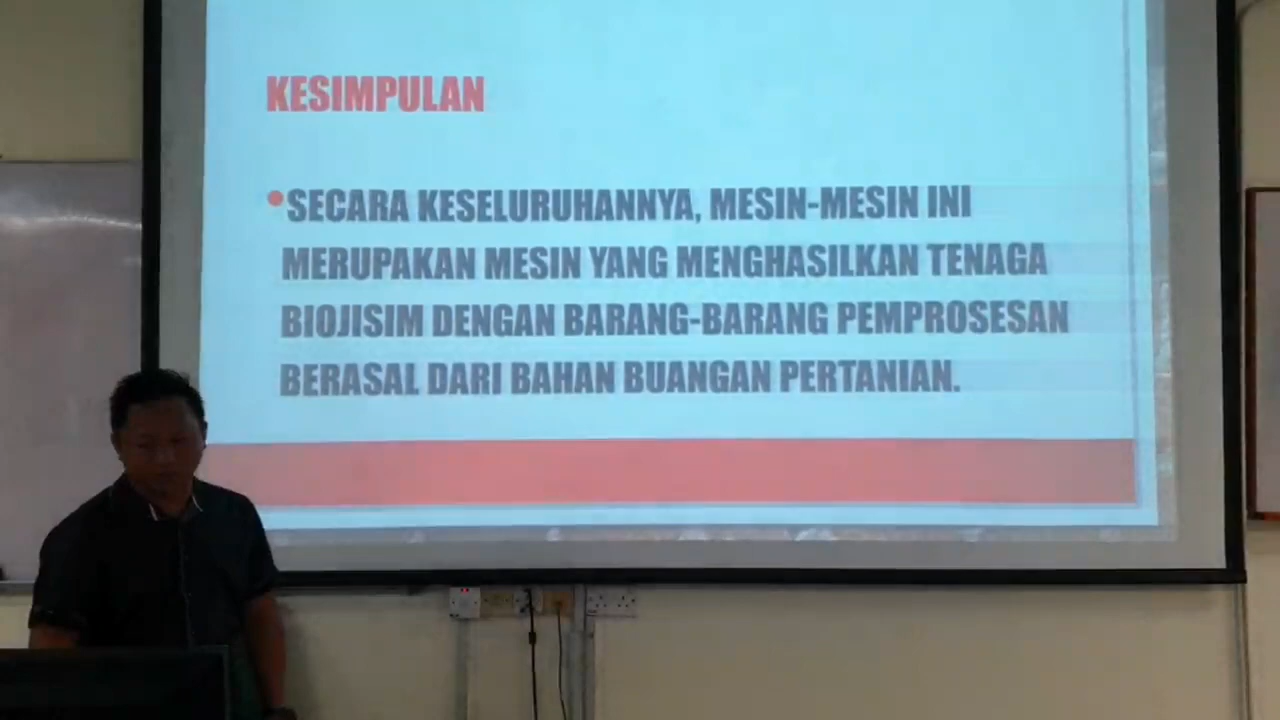 KESIMPULAN
•SECARA KESELURUHANNYA, MESIN-MESIN INI
MERUPAKAN MESIN YANG MENGHASILKAN TENAGA
BIOJISIM DENGAN BARANG-BARANG PEMPROSESAN
BERASAL DARI BAHAN BUANGAN PERTANIAN.